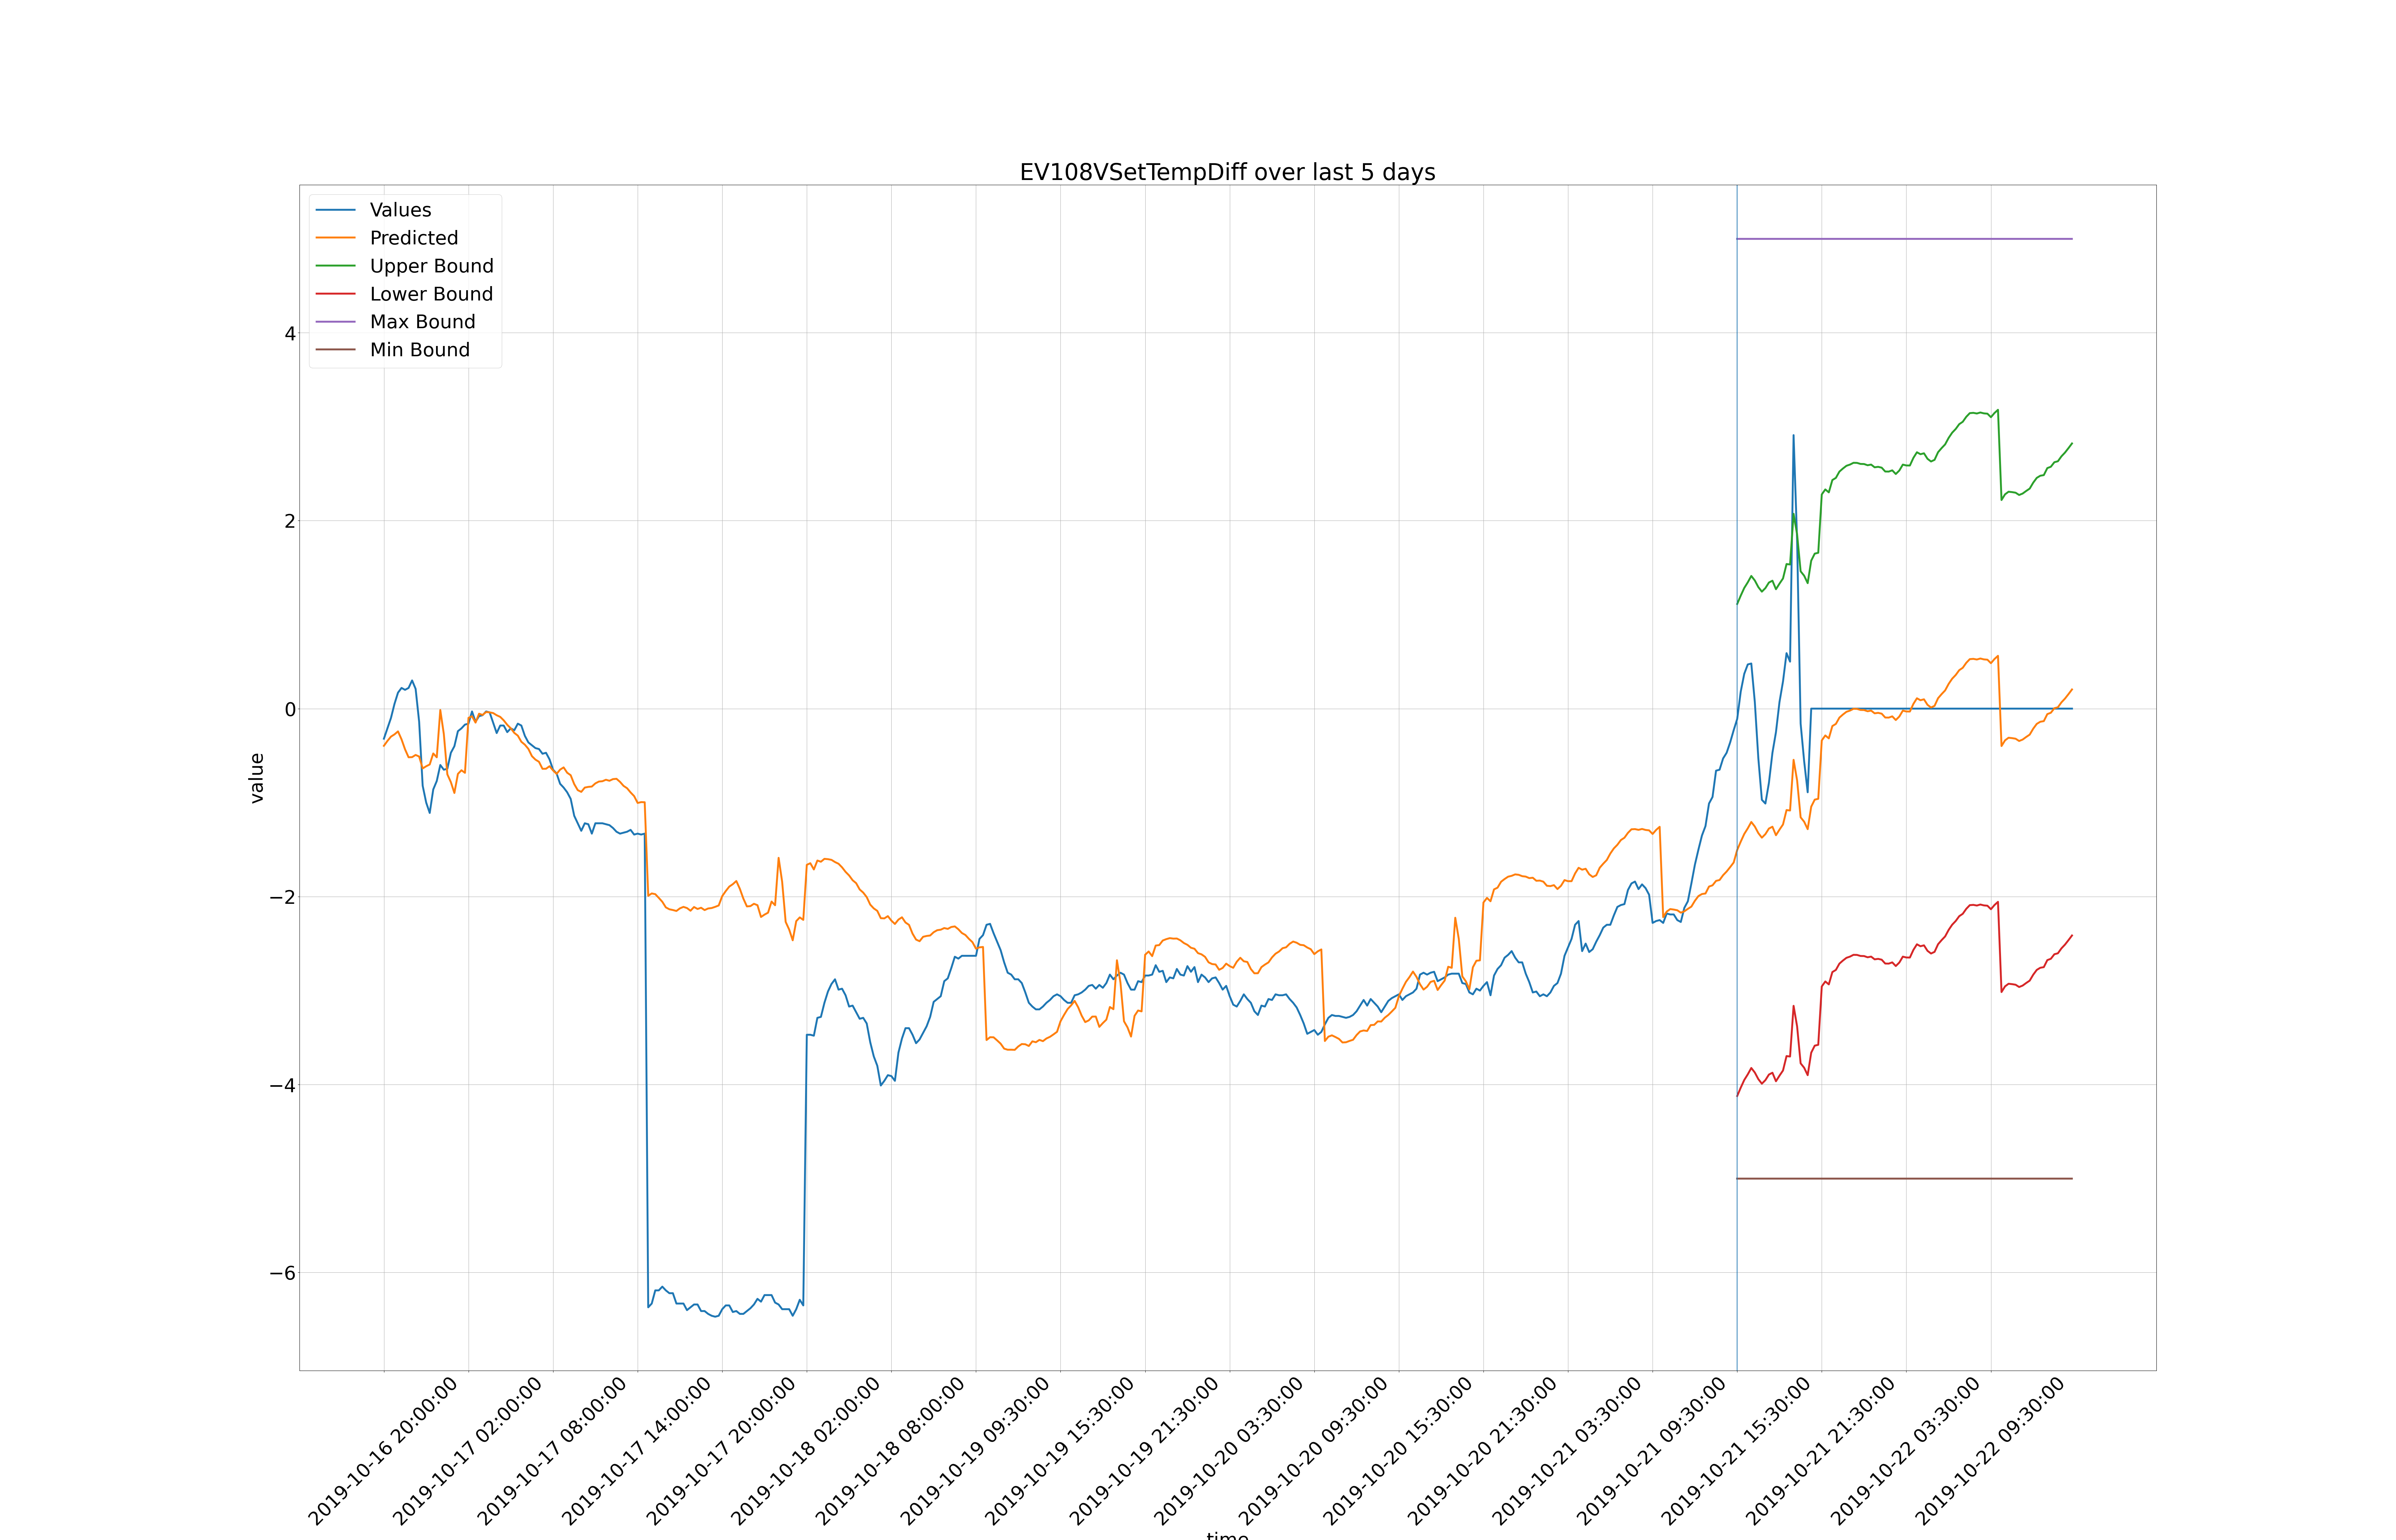 EV108VSetTempDiff over last 5 days
Values
Predicted
Upper Bound
Lower Bound
Max Bound
Min Bound
4
2
0
−2
−4
−6
value
2019-10-16 20:00:00
2019-10-17 02:00:00
2019-10-17 08:00:00
2019-10-17 14:00:00
2019-10-17 20:00:00
2019-10-18 02:00:00
2019-10-18 08:00:00
2019-10-19 09:30:00
2019-10-19 15:30:00
2019-10-19 21:30:00
2019-10-20 03:30:00
2019-10-20 09:30:00
2019-10-20 15:30:00
2019-10-20 21:30:00
2019-10-21 03:30:00
2019-10-21 09:30:00
2019-10-21 15:30:00
2019-10-21 21:30:00
2019-10-22 03:30:00
2019-10-22 09:30:00
time